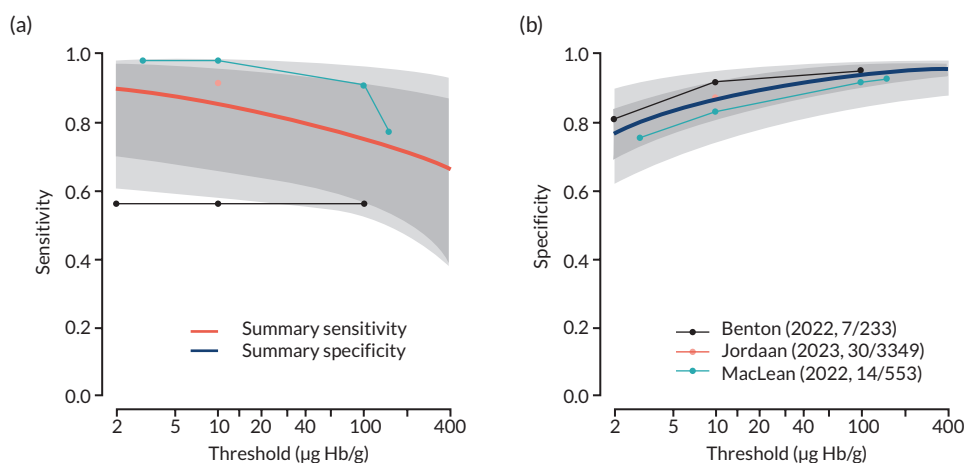 (a)
1.0
0.8
0.6
0.4
0.2
0.0
Sensitivity
Summary sensitivity
Summary specificity
2 5 10 20 40 100 400
Threshold (µg Hb/g)
(b)
1.0
0.8
0.6
0.4
0.2
0.0
Specificity
Benton (2022, 7/233)
Jordaan (2023, 30/3349)
MacLean (2022, 14/553)
2 5 10 20 40 100 400
Threshold (µg Hb/g)